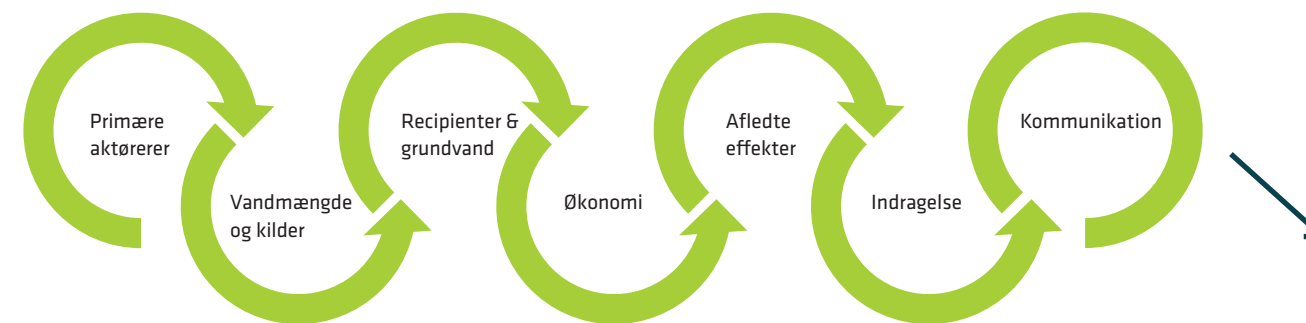 Primære
aktørerer
Vandmængde
og kilder
Recipienter &
grundvand
Økonomi
Afledte
effekter
Indragelse
Kommunikation